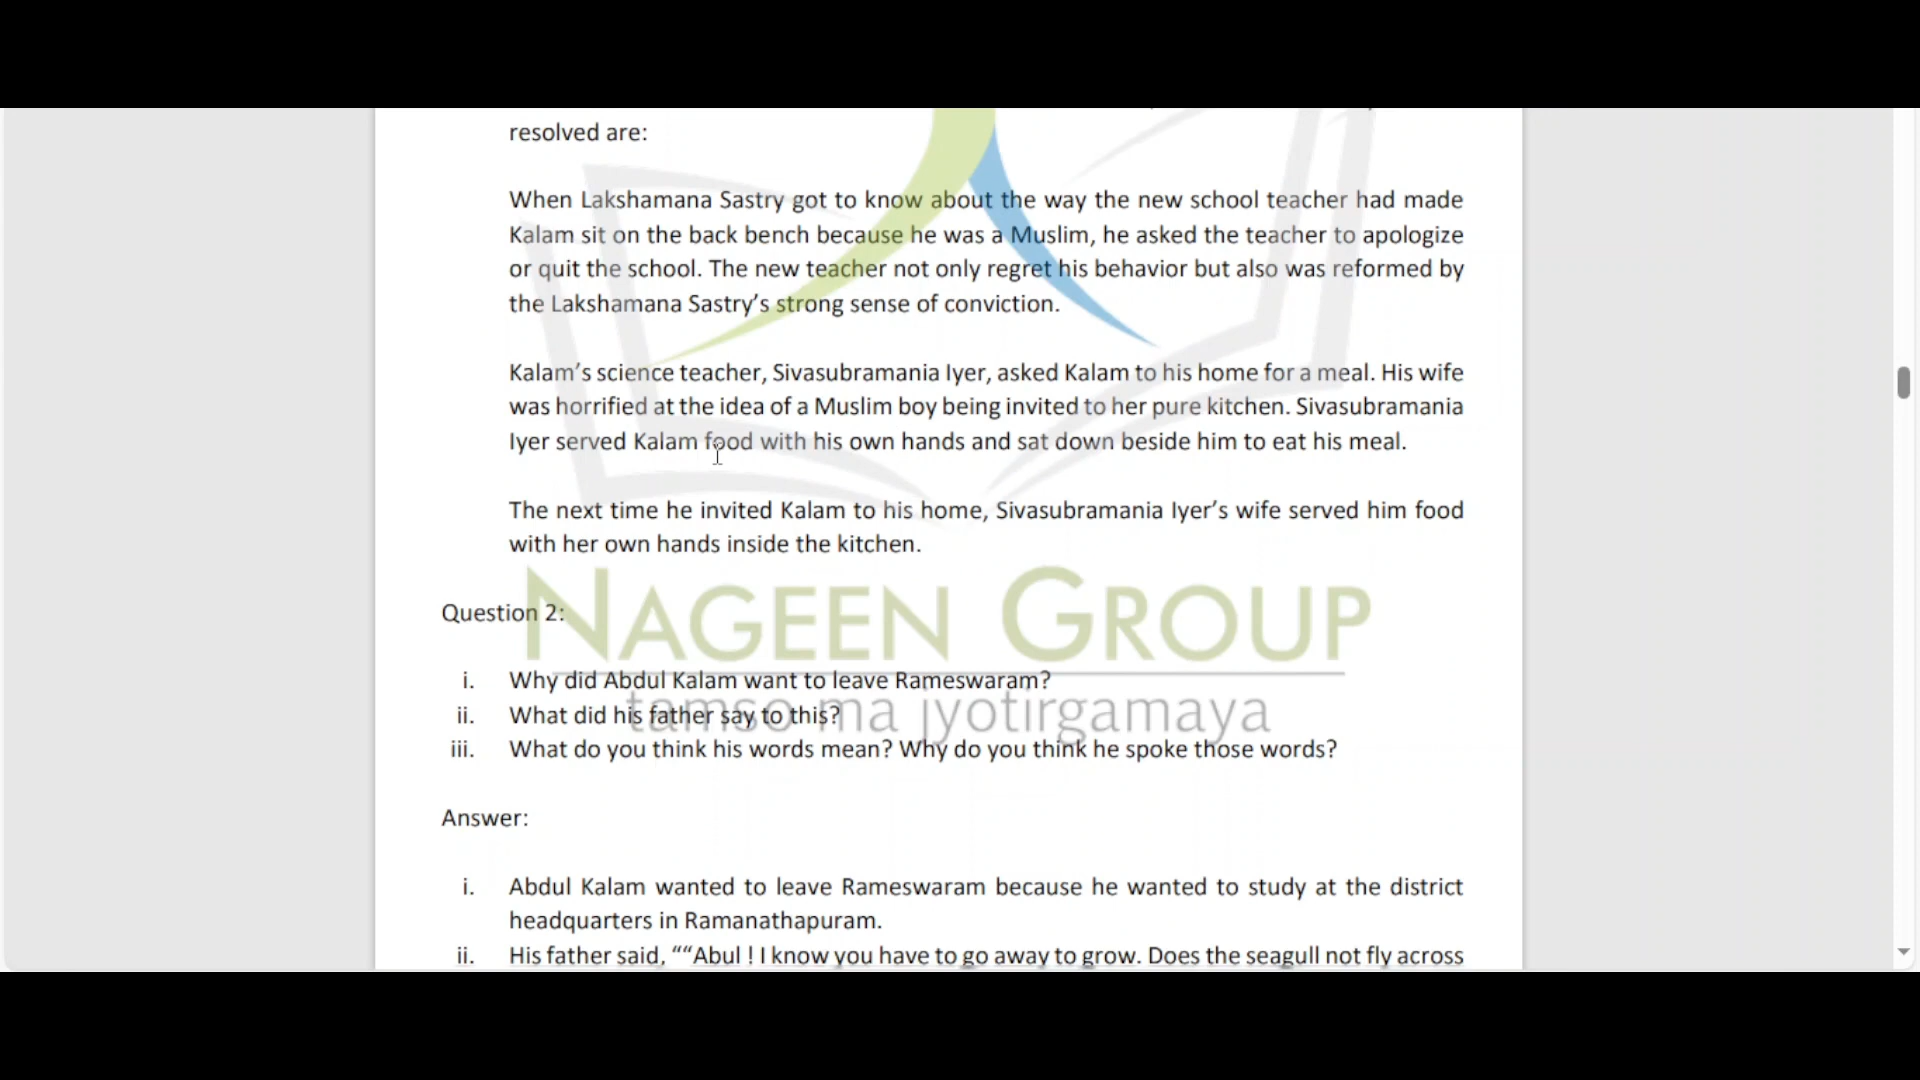 resolved are:
When Lakshamana Sastry got to know about the way the new school teacher had made
Kalam sit on the back bench because he was a Muslim, he asked the teacher to apologize
or quit the school. The new teacher not only regret his behavior but also was reformed by
the Lakshamana Sastry’s strong sense of conviction.
Kalam’s science teacher, Sivasubramania Iyer, asked Kalam to his home for a meal. His wife
was horrified at the idea of a Muslim boy being invited to her pure kitchen. Sivasubramania
Iyer served Kalam food with his own hands and sat down beside him to eat his meal.
The next time he invited Kalam to his home, Sivasubramania Iyer’s wife served him food
with her own hands inside the kitchen.
NAGEEN GROUP
Question 2:
i. Why did Abdul Kalam want to leave Rameswaram?
tamso ma jyotirgamaya
ii. What did his father say to this?
iii. What do you think his words mean? Why do you think he spoke those words?
Answer:
i. Abdul Kalam wanted to leave Rameswaram because he wanted to study at the district
headquarters in Ramanathapuram.
ii. His father said, ““Abul ! I know you have to go away to grow. Does the seagull not fly across